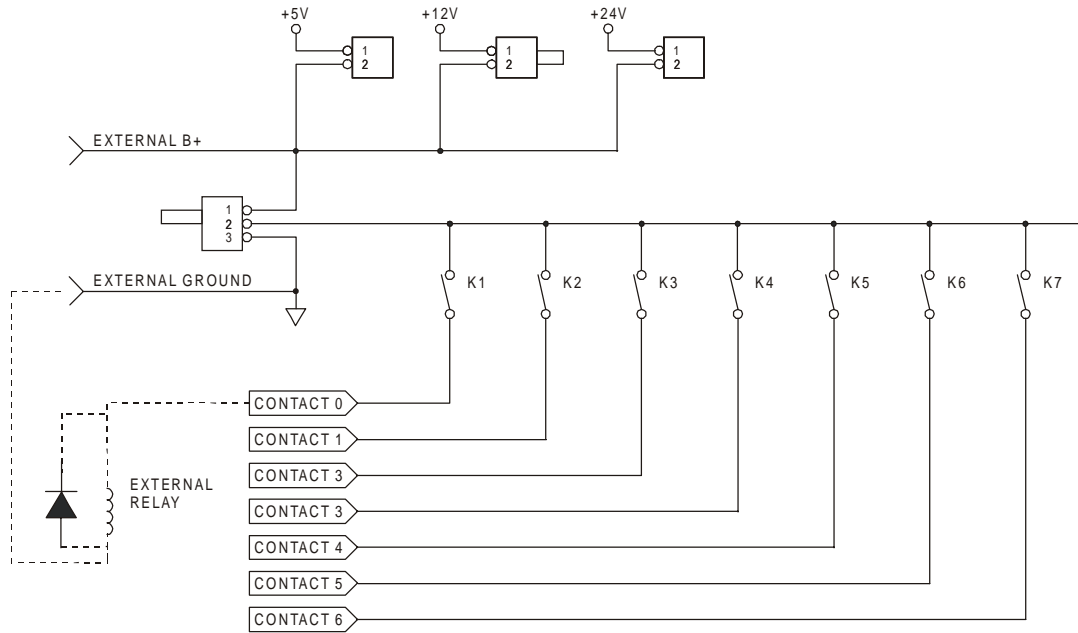 +5V
+12V
+24V
1
2
1
2
1
2
EXTERNAL B+
1
2
3
EXTERNAL GROUND
K1
K2
K3
K4
K5
K6
K7
CONTACT 0
CONTACT 1
CONTACT 3
CONTACT 3
CONTACT 4
CONTACT 5
CONTACT 6
EXTERNAL
RELAY